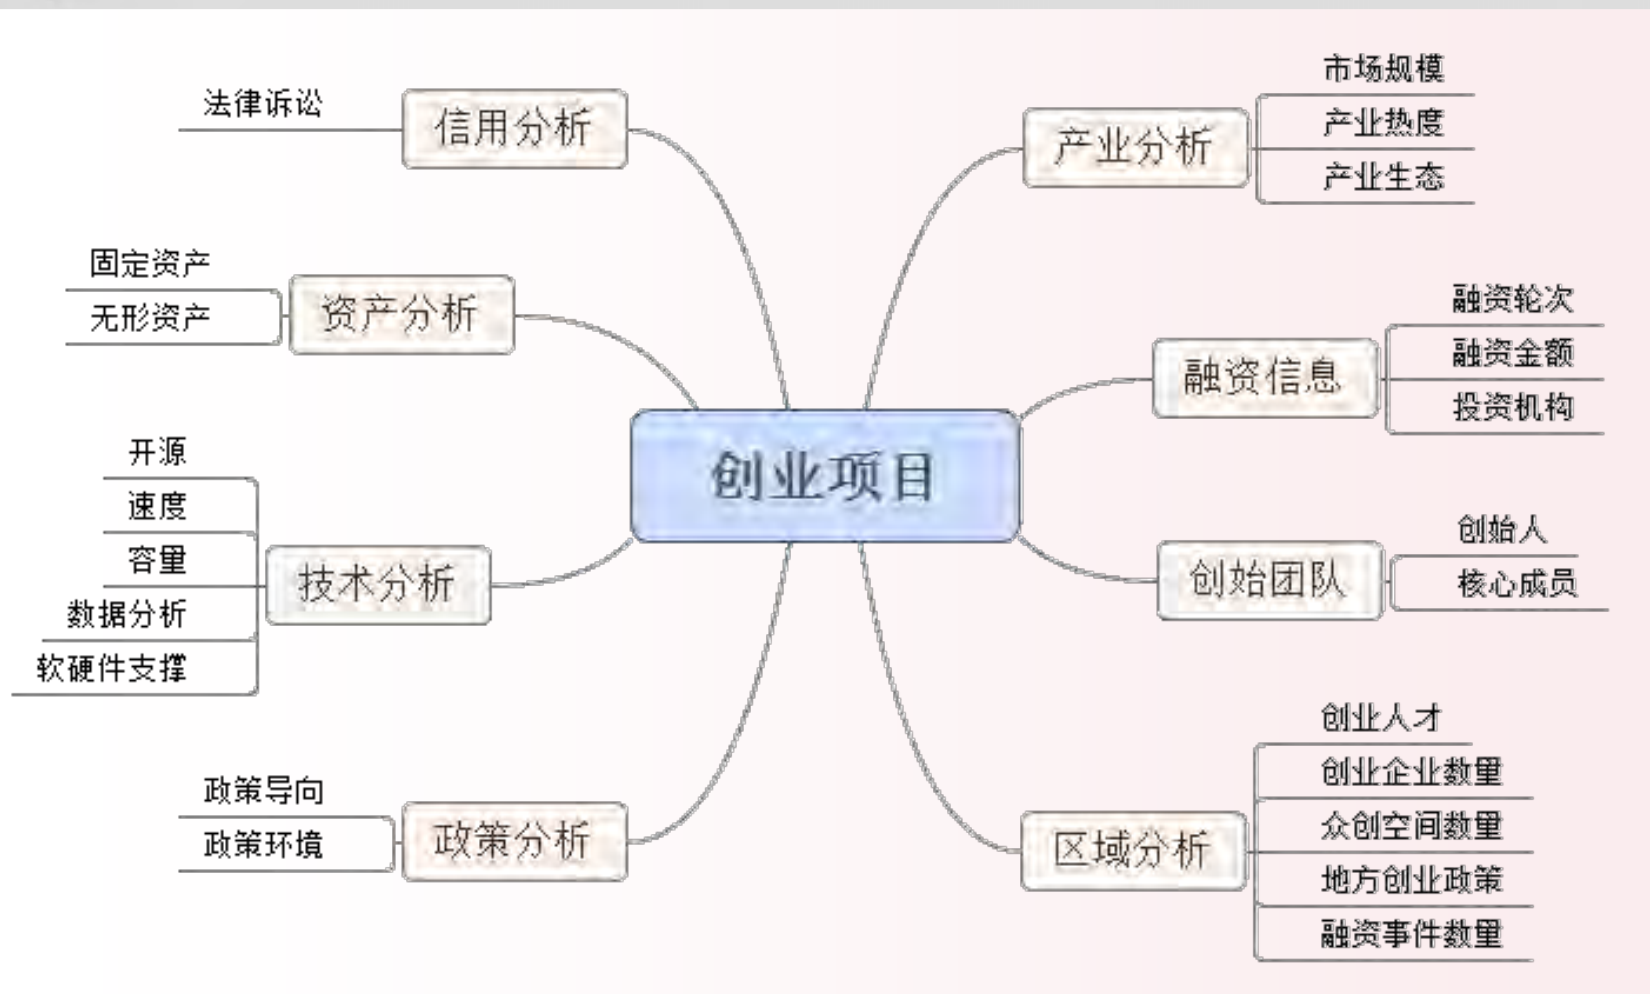 创业项目
信用分析
法律诉讼
资产分析
固定资产
无形资产
技术分析
开源
速度
容量
数据分析
软硬件支撑
政策分析
政策导向
政策环境
产业分析
市场规模
产业热度
产业生态
融资信息
融资轮次
融资金额
投资机构
创始团队
创始人
核心成员
区域分析
创业人才
创业企业数量
众创空间数量
地方创业政策
融资事件数量